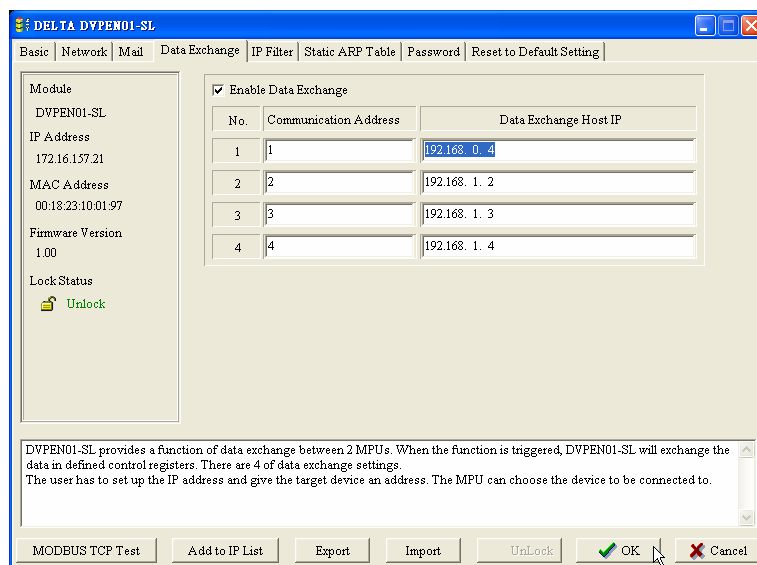 DELTA DVPEN01-SL
Basic Network Mail Data Exchange IP Filter Static ARP Table Password Reset to Default Setting
Module
DVPEN01-SL
IP Address
172.16.157.21
MAC Address
00:18:23:10:01:97
Firmware Version
1.00
Lock Status
Unlock
Enable Data Exchange
No. Communication Address Data Exchange Host IP
1 1 192.168. 0. 4
2 2 192.168. 1. 2
3 3 192.168. 1. 3
4 4 192.168. 1. 4
DVPEN01-SL provides a function of data exchange between 2 MPUs. When the function is triggered, DVPEN01-SL will exchange the
data in defined control registers. There are 4 of data exchange settings.
The user has to set up the IP address and give the target device an address. The MPU can choose the device to be connected to.
MODBUS TCP Test Add to IP List Export Import UnLock OK Cancel